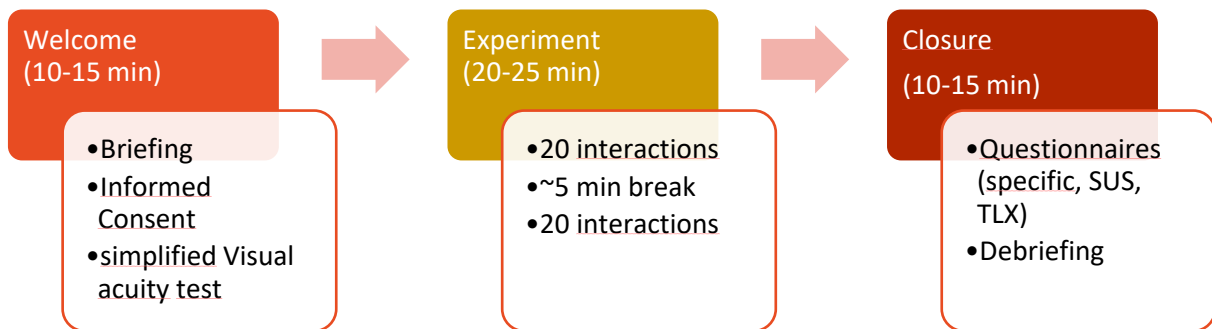 Welcome
(10-15 min)
•Briefing
•Informed
Consent
•simplified Visual
acuity test
Experiment
(20-25 min)
•20 interactions
•~5 min break
•20 interactions
Closure
(10-15 min)
•Questionnaires
(specific, SUS,
TLX)
•Debriefing